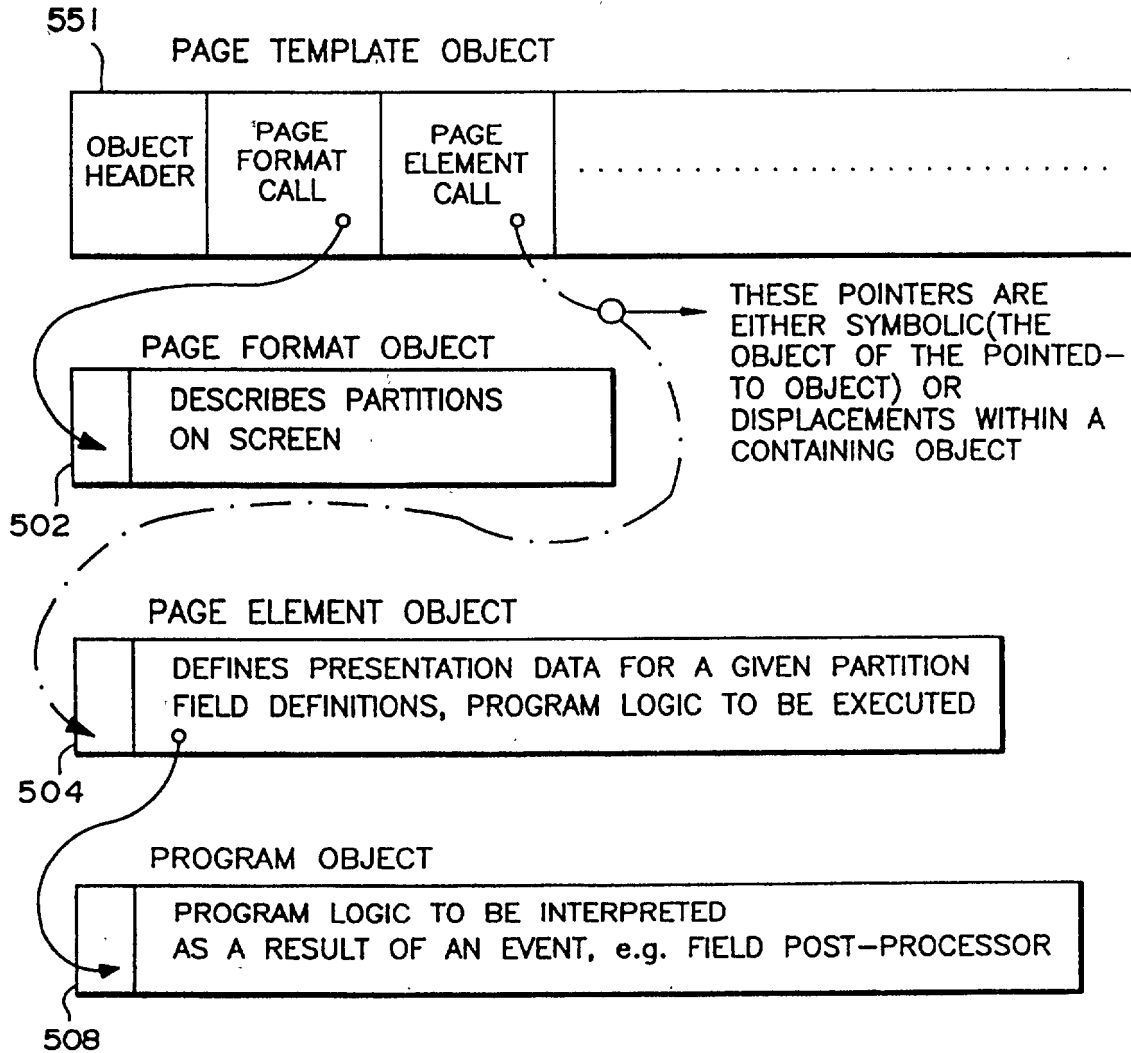 551
PAGE TEMPLATE OBJECT
OBJECT
HEADER
PAGE
FORMAT
CALL
PAGE
ELEMENT
CALL
. . . . . . . . . . . . . . . . . . . . . . . . . . . . .
THESE POINTERS ARE
EITHER SYMBOLIC(THE
OBJECT OF THE POINTED-
TO OBJECT) OR
DISPLACEMENTS WITHIN A
CONTAINING OBJECT
PAGE FORMAT OBJECT
DESCRIBES PARTITIONS
ON SCREEN
502
PAGE ELEMENT OBJECT
DEFINES PRESENTATION DATA FOR A GIVEN PARTITION
FIELD DEFINITIONS, PROGRAM LOGIC TO BE EXECUTED
504
PROGRAM OBJECT
PROGRAM LOGIC TO BE INTERPRETED
AS A RESULT OF AN EVENT, e.g. FIELD POST-PROCESSOR
508